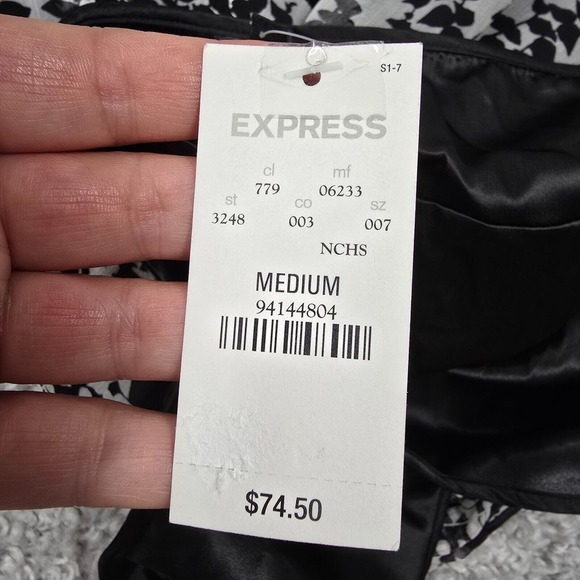 S1-7
EXPRESS
cl mf
779 06233
st co sz
3248 003 007
NCHS
MEDIUM
94144804
$74.50